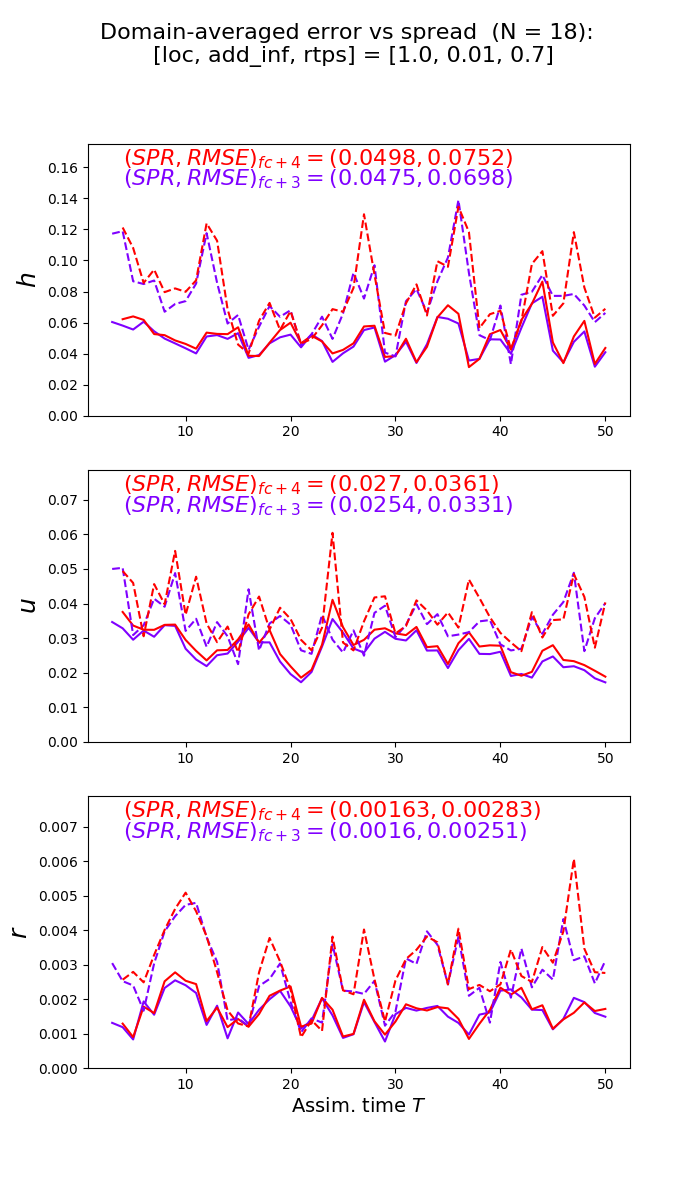 Domain-averaged error vs spread (N = 18):
[loc, add_inf, rtps] = [1.0, 0.01, 0.7]
(SPR, RMSE)fc+4 = (0.0498, 0.0752)
(SPR, RMSE)fc+3 = (0.0475, 0.0698)
0.16
0.14
0.12
0.10
0.08
0.06
0.04
0.02
0.00
h
10 20 30 40 50
(SPR, RMSE)fc+4 = (0.027, 0.0361)
(SPR, RMSE)fc+3 = (0.0254, 0.0331)
0.07
0.06
0.05
0.04
0.03
0.02
0.01
0.00
u
10 20 30 40 50
(SPR, RMSE)fc+4 = (0.00163, 0.00283)
(SPR, RMSE)fc+3 = (0.0016, 0.00251)
0.007
0.006
0.005
0.004
0.003
0.002
0.001
0.000
r
10 20 30 40 50
Assim. time T